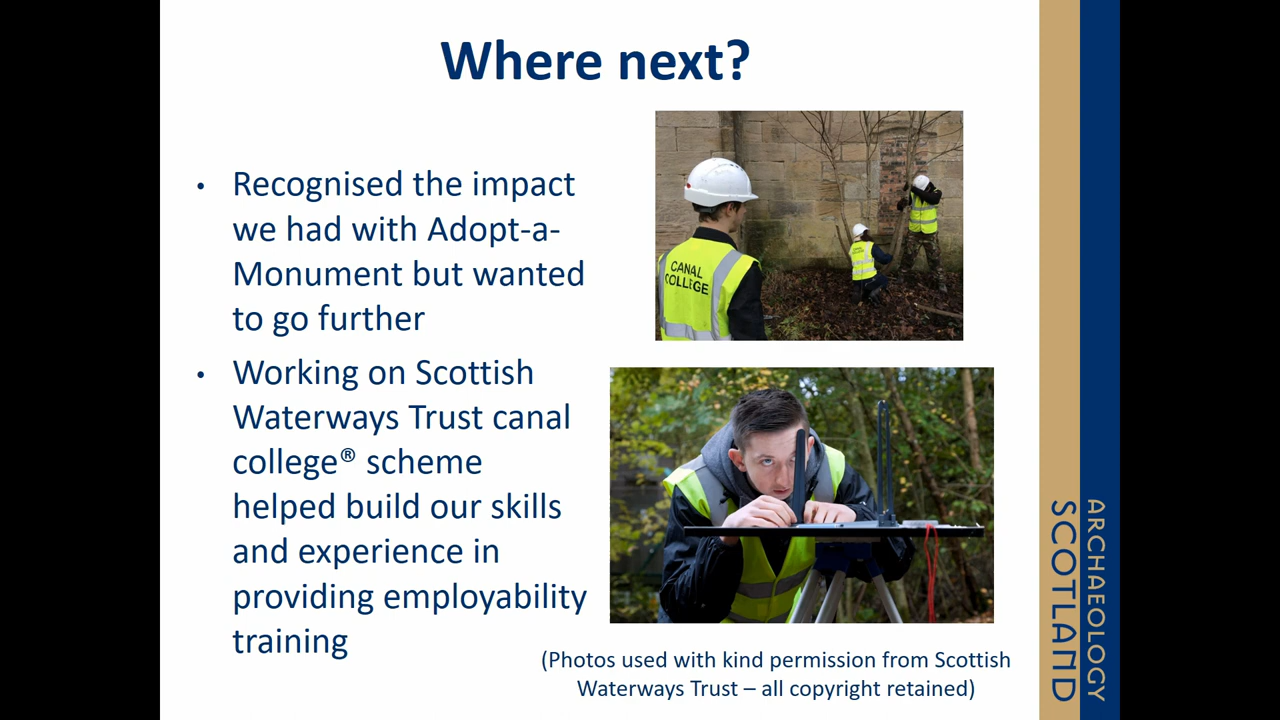 Where next?
• Recognised the impact
we had with Adopt-a-
Monument but wanted
to go further
• Working on Scottish
Waterways Trust canal
college® scheme
helped build our skills
and experience in
providing employability
training
CANAL
COLLEGE
CANAL
COLLEGE
(Photos used with kind permission from Scottish
Waterways Trust – all copyright retained)
ARCHAEOLOGY
SCOTLAND